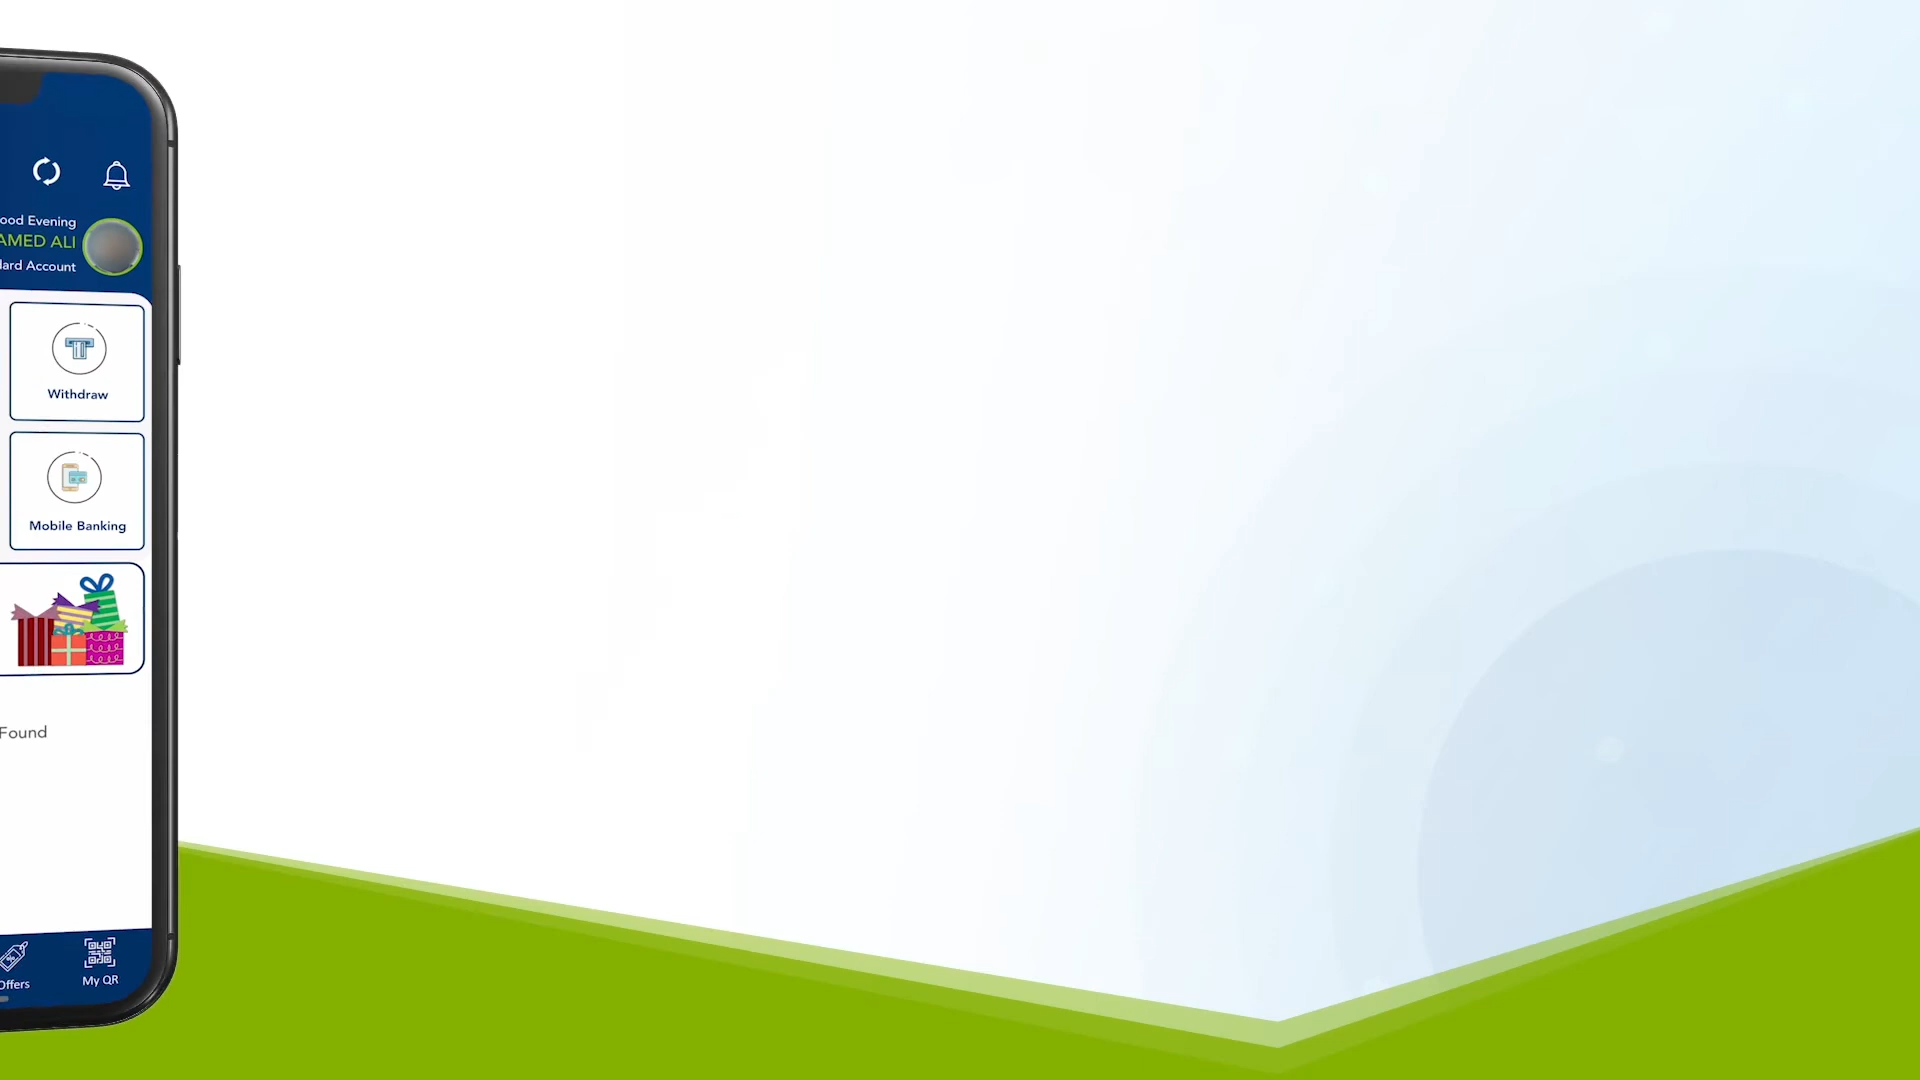 ood Evening
AMED ALI
lard Account
Withdraw
Mobile Banking
Found
Offers
My QR